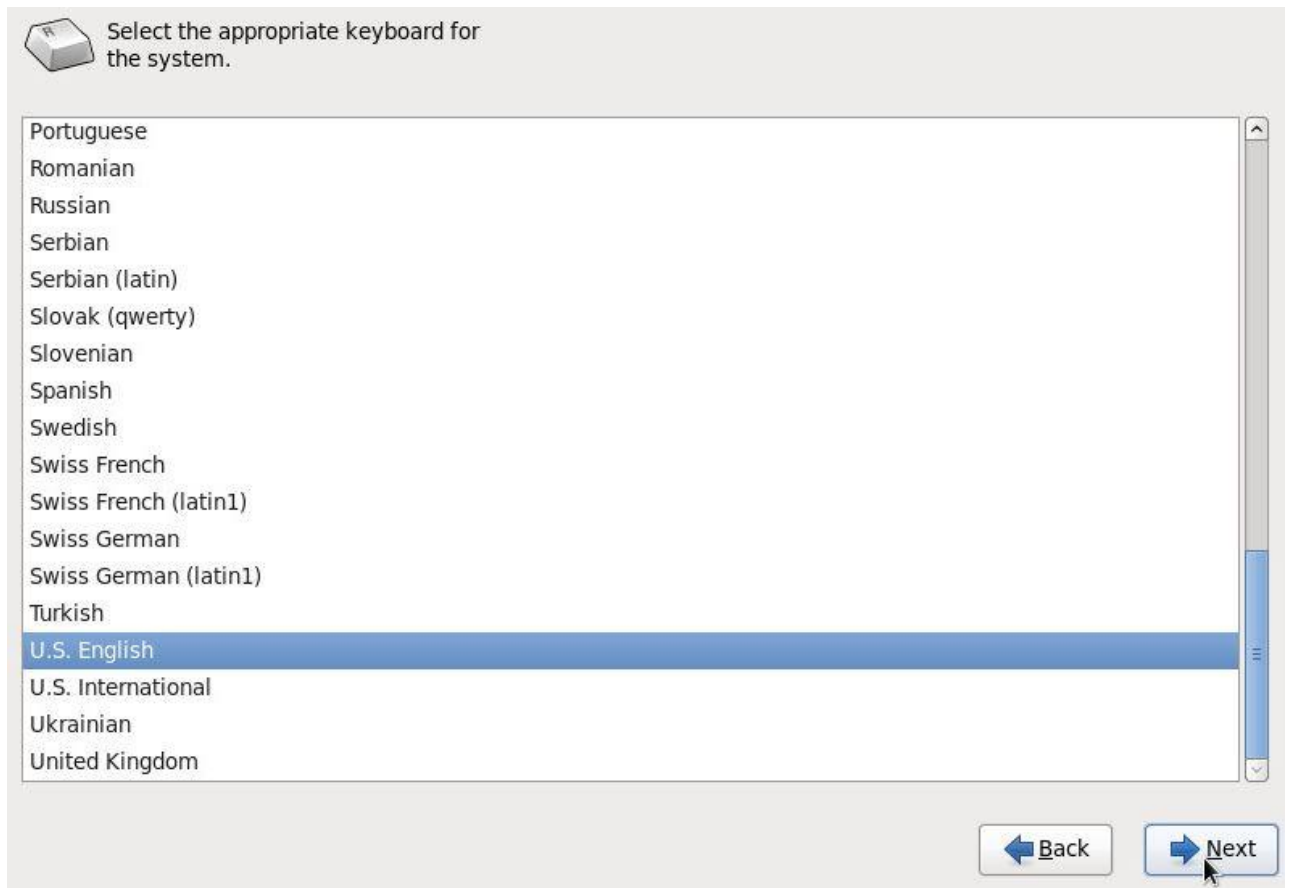 Select the appropriate keyboard for
the system.
Portuguese
Romanian
Russian
Serbian
Serbian (latin)
Slovak (qwerty)
Slovenian
Spanish
Swedish
Swiss French
Swiss French (latin1)
Swiss German
Swiss German (latin1)
Turkish
U.S. English
U.S. International
Ukrainian
United Kingdom
Back
Next